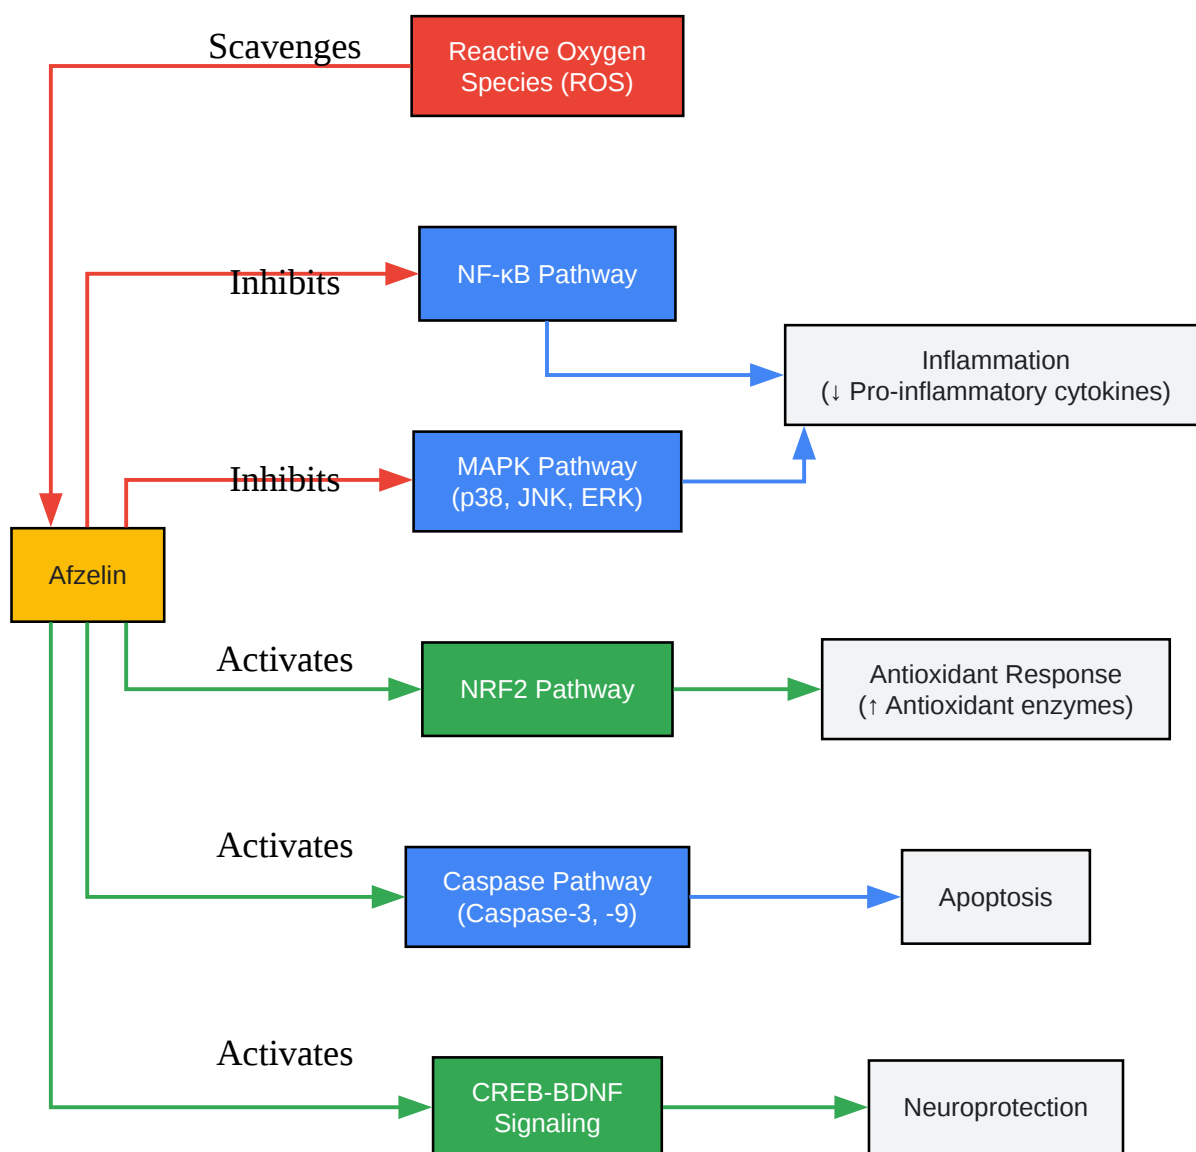 Scavenges
Reactive Oxygen
Species (ROS)
Inhibits
NF-κB Pathway
Inflammation
(↓ Pro-inflammatory cytokines)
Inhibits
MAPK Pathway
(p38, JNK, ERK)
Afzelin
Activates
NRF2 Pathway
Antioxidant Response
(↑ Antioxidant enzymes)
Activates
Caspase Pathway
(Caspase-3, -9)
Apoptosis
Activates
CREB-BDNF
Signaling
Neuroprotection